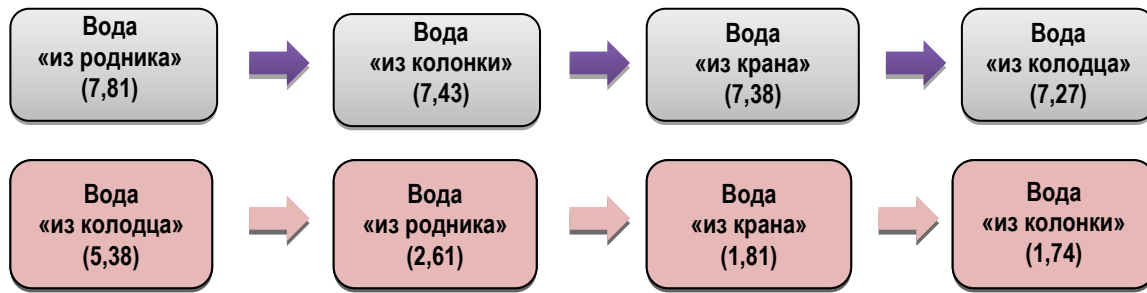 Вода
«из родника»
(7,81)
Вода
«из колонки»
(7,43)
Вода
«из крана»
(7,38)
Вода
«из колодца»
(7,27)
Вода
«из колодца»
(5,38)
Вода
«из родника»
(2,61)
Вода
«из крана»
(1,81)
Вода
«из колонки»
(1,74)